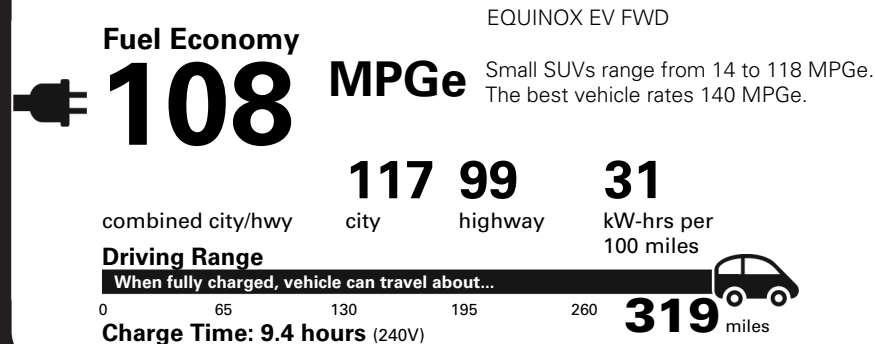 EQUINOX EV FWD
Fuel Economy
108 MPGe
Small SUVs range from 14 to 118 MPGe.
The best vehicle rates 140 MPGe.
117 99 31
combined city/hwy city highway kW-hrs per
100 miles
Driving Range
When fully charged, vehicle can travel about...
0 65 130 195 260 319 miles
Charge Time: 9.4 hours (240V)